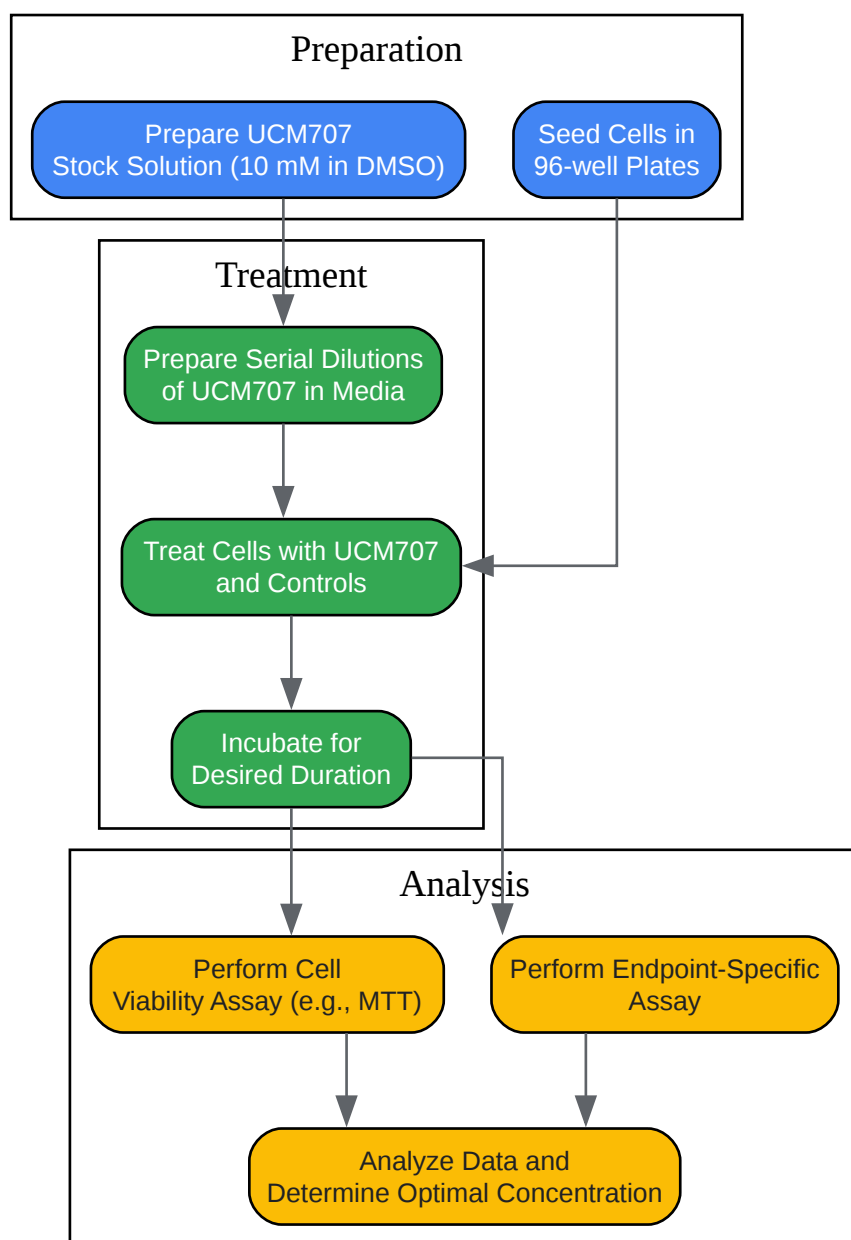 Preparation
Prepare UCM707
Stock Solution (10 mM in DMSO)
Seed Cells in
96-well Plates
Treatment
Prepare Serial Dilutions
of UCM707 in Media
Treat Cells with UCM707
and Controls
Incubate for
Desired Duration
Analysis
Perform Cell
Viability Assay (e.g., MTT)
Perform Endpoint-Specific
Assay
Analyze Data and
Determine Optimal Concentration